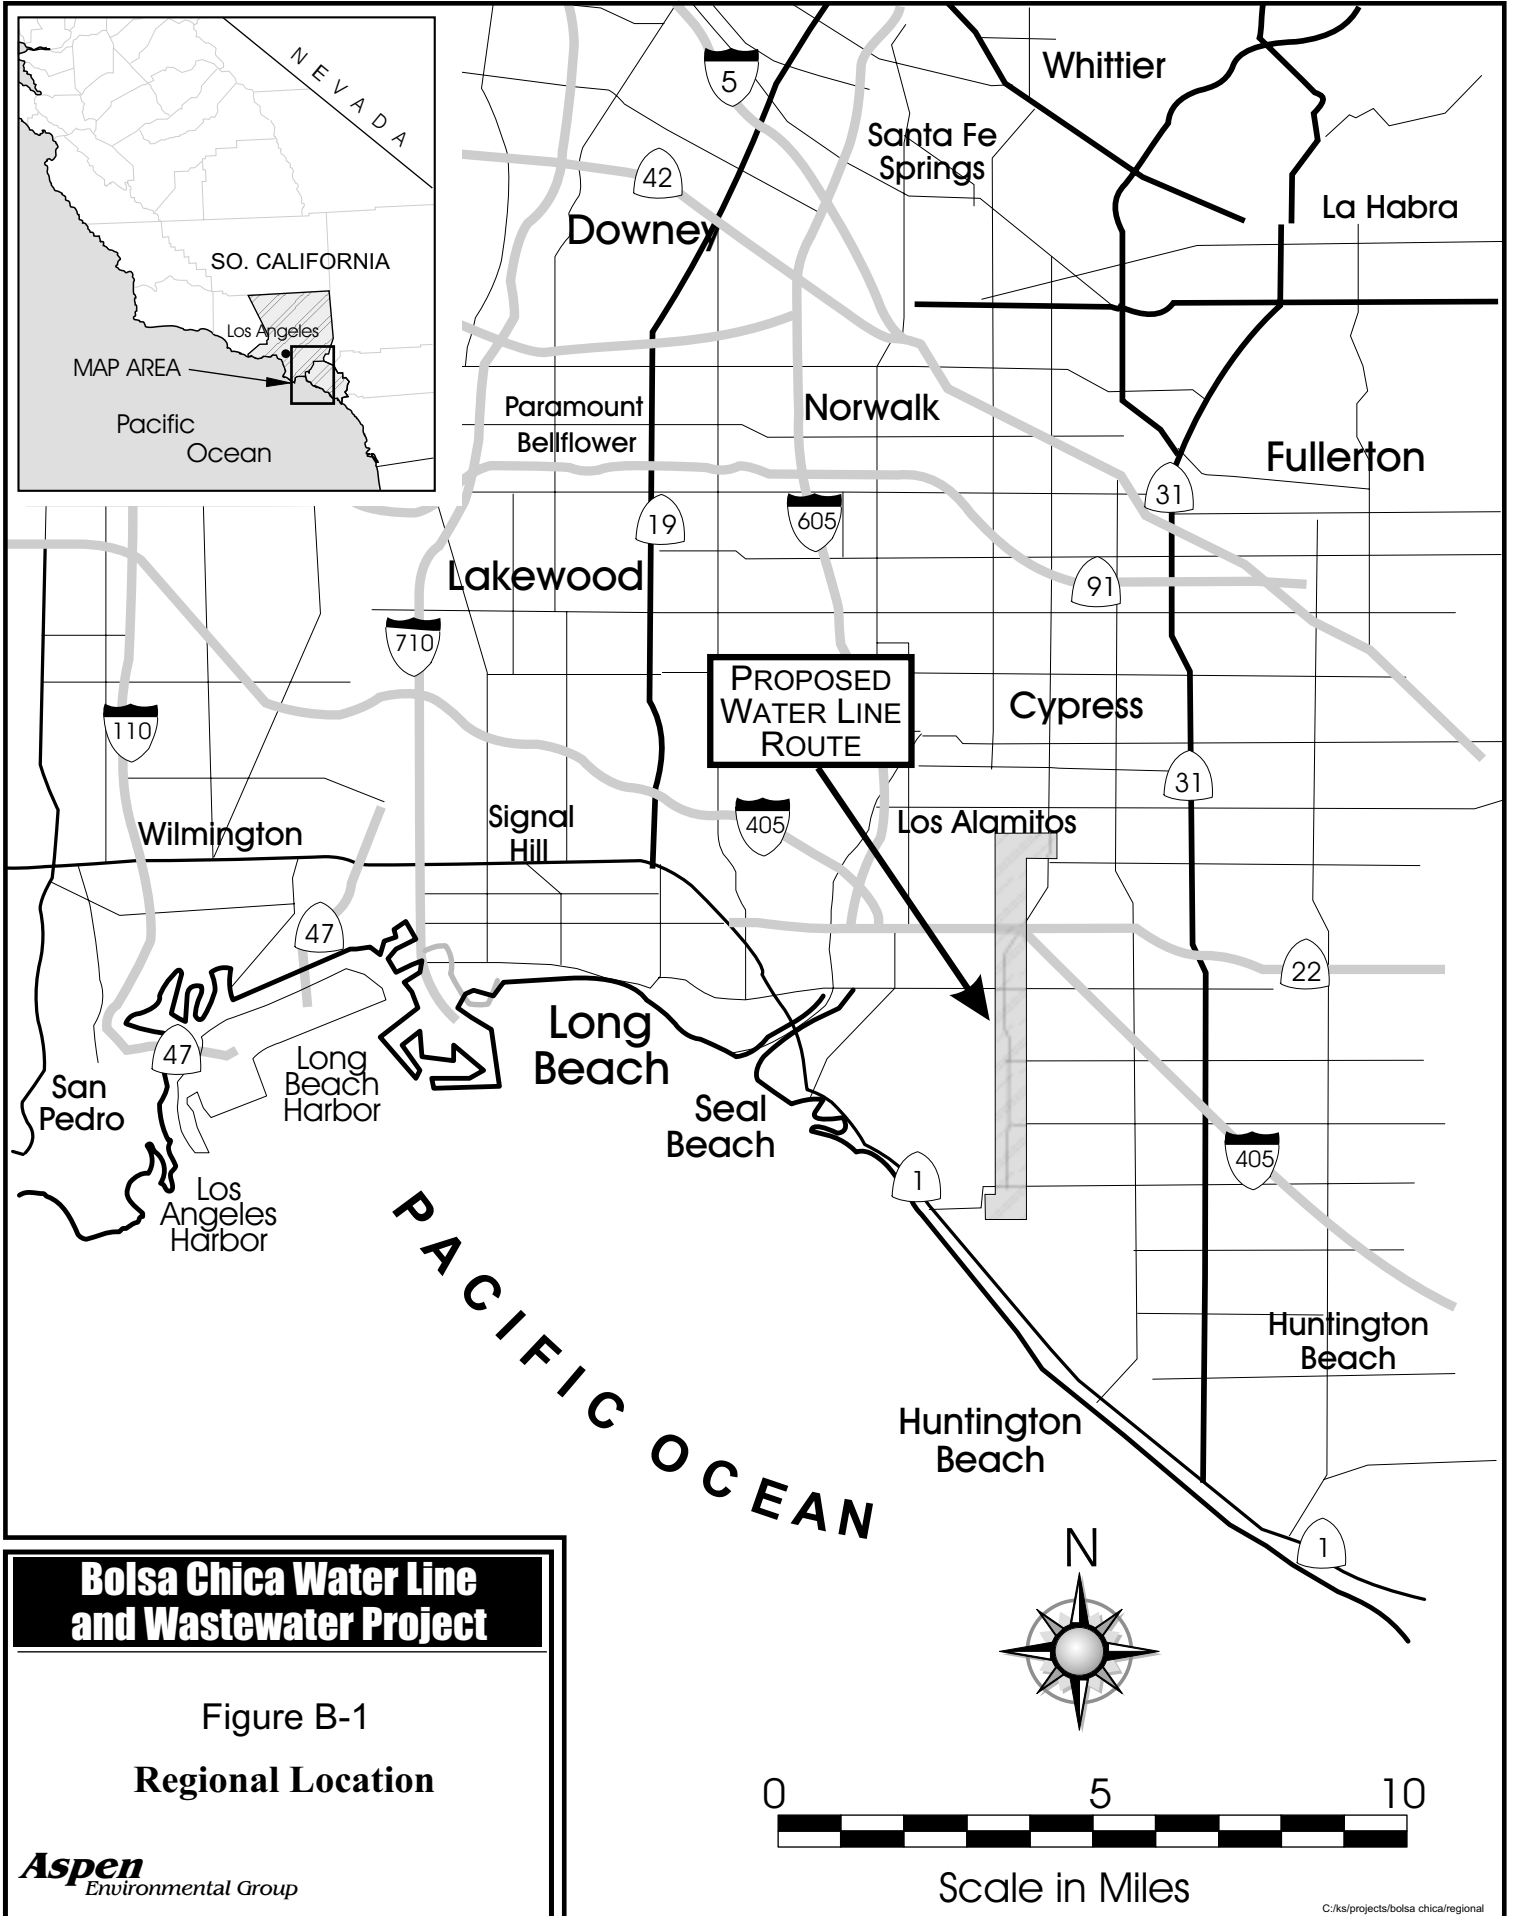 NEVADA
SO. CALIFORNIA
Los Angeles
MAP AREA
Pacific
Ocean
5
Whittier
Santa Fe
Springs
42
Downey
La Habra
Paramount
Bellflower
Norwalk
Fullerton
31
19
605
91
Lakewood
710
PROPOSED
WATER LINE
ROUTE
Cypress
110
31
405
Signal
Hill
Wilmington
Los Alamitos
47
22
Long
Beach
47
Long
Beach
Harbor
San
Pedro
Seal
Beach
405
1
Los
Angeles
Harbor
PACIFIC OCEAN
Huntington
Beach
Huntington
Beach
1
N
Bolsa Chica Water Line
and Wastewater Project
Figure B-1
Regional Location
Aspen
Environmental Group
0 5 10
Scale in Miles
C:/ks/projects/bolsa chica/regional